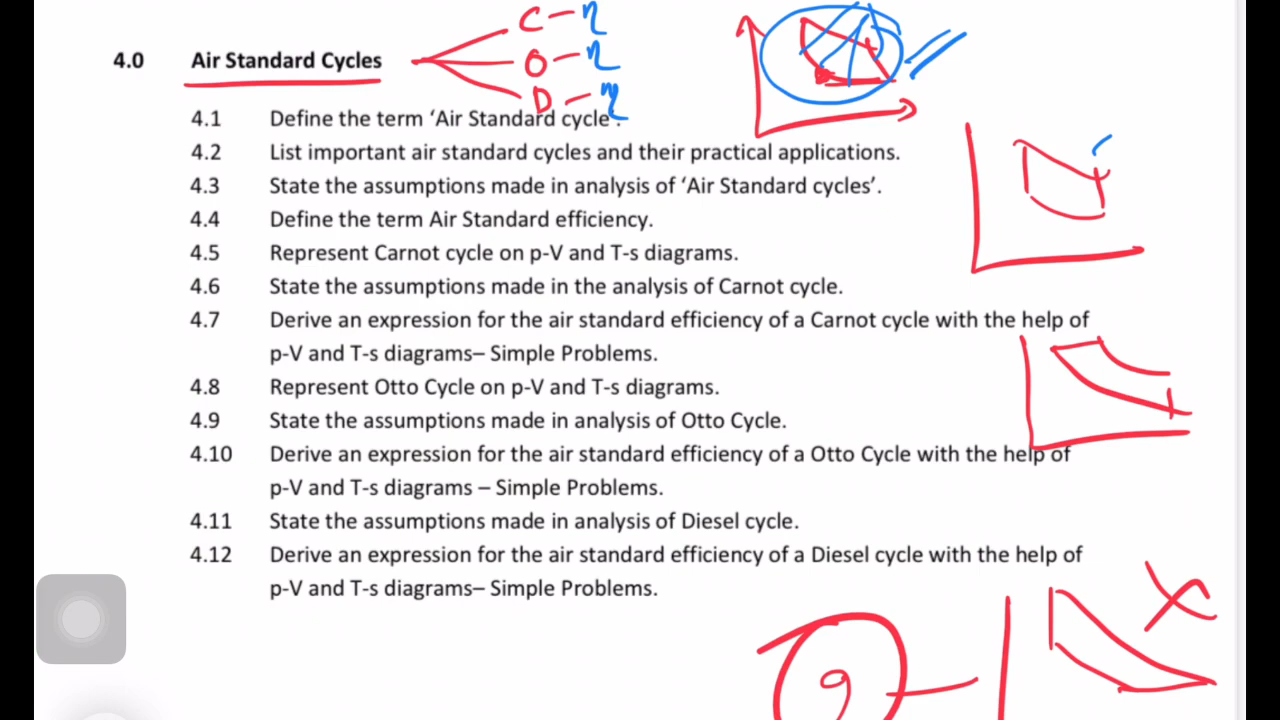 C - η
4.0 Air Standard Cycles O - η
D - η
4.1 Define the term ‘Air Standard cycle’.
4.2 List important air standard cycles and their practical applications.
4.3 State the assumptions made in analysis of ‘Air Standard cycles’.
4.4 Define the term Air Standard efficiency.
4.5 Represent Carnot cycle on p-V and T-s diagrams.
4.6 State the assumptions made in the analysis of Carnot cycle.
4.7 Derive an expression for the air standard efficiency of a Carnot cycle with the help of
p-V and T-s diagrams– Simple Problems.
4.8 Represent Otto Cycle on p-V and T-s diagrams.
4.9 State the assumptions made in analysis of Otto Cycle.
4.10 Derive an expression for the air standard efficiency of a Otto Cycle with the help of
p-V and T-s diagrams – Simple Problems.
4.11 State the assumptions made in analysis of Diesel cycle.
4.12 Derive an expression for the air standard efficiency of a Diesel cycle with the help of
p-V and T-s diagrams– Simple Problems.